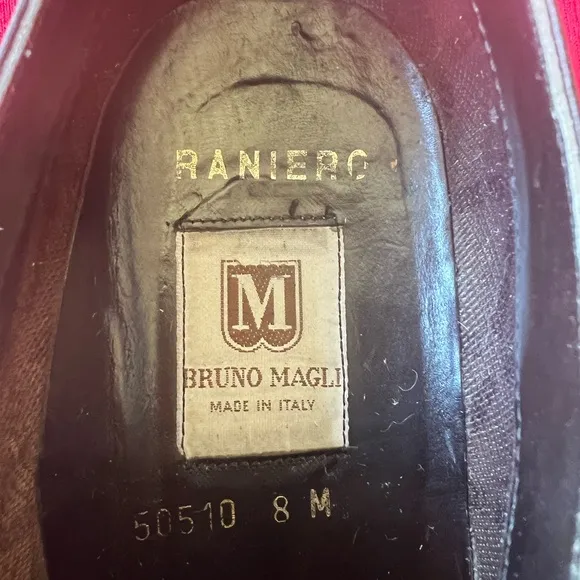 RANIERO
M
BRUNO MAGLI
MADE IN ITALY
50510 8 M